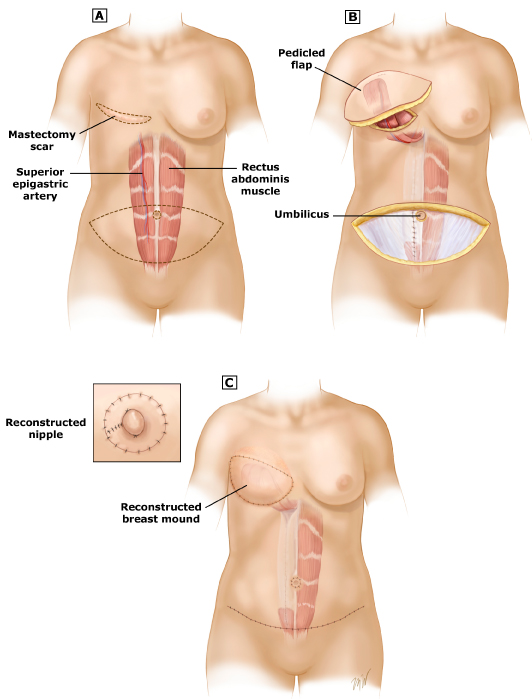 A
Mastectomy
scar
Superior
epigastric
artery
Rectus
abdominis
muscle
B
Pedicled
flap
Umbilicus
C
Reconstructed
nipple
Reconstructed
breast mound